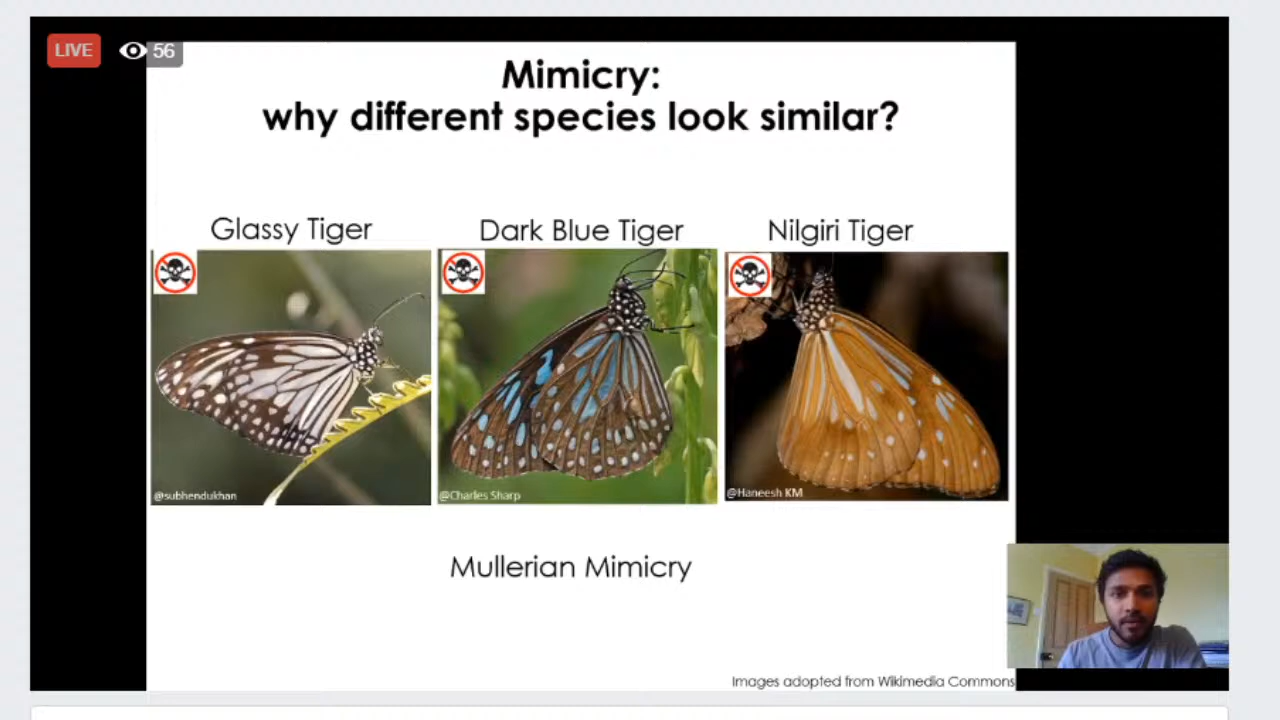 LIVE
56
Mimicry:
why different species look similar?
Glassy Tiger
Dark Blue Tiger
Nilgiri Tiger
@subhendukhan
@Charles Sharp
@Haneesh KM
Mullerian Mimicry
Images adopted from Wikimedia Commons